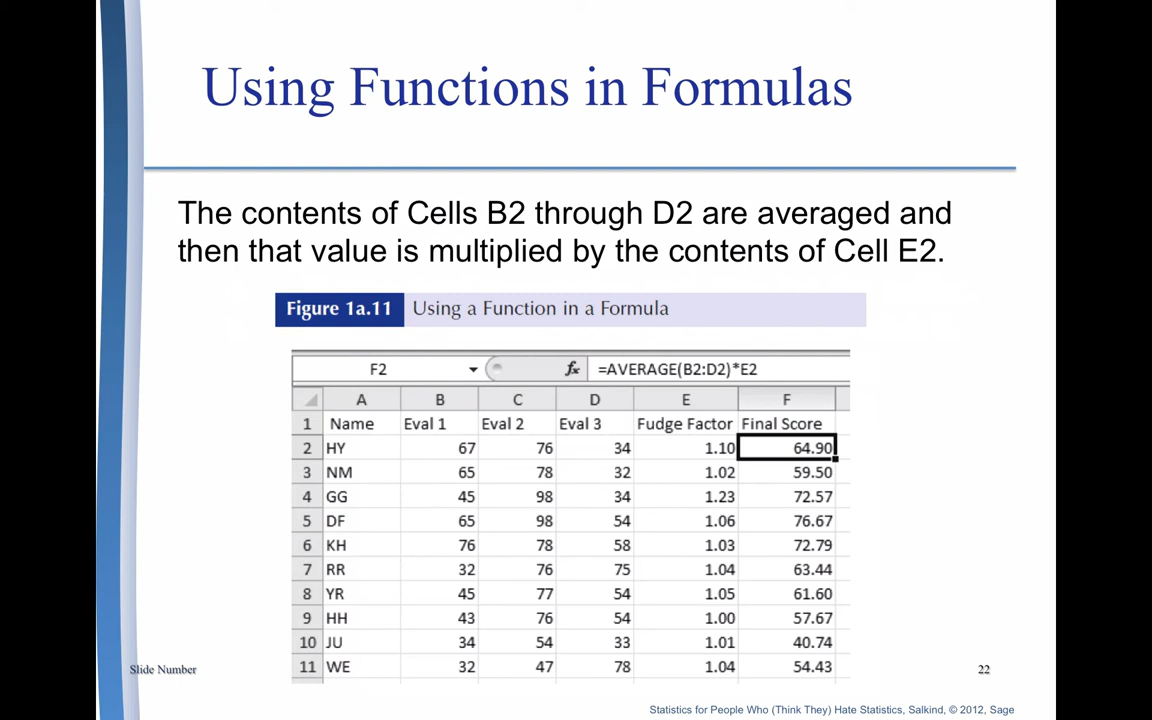 Using Functions in Formulas
The contents of Cells B2 through D2 are averaged and
then that value is multiplied by the contents of Cell E2.
Figure 1a.11 Using a Function in a Formula
F2 fx =AVERAGE(B2:D2)*E2
A B C D E F
1 Name Eval 1 Eval 2 Eval 3 Fudge Factor Final Score
2 HY 67 76 34 1.10 64.90
3 NM 65 78 32 1.02 59.50
4 GG 45 98 34 1.23 72.57
5 DF 65 98 54 1.06 76.67
6 KH 76 78 58 1.03 72.79
7 RR 32 76 75 1.04 63.44
8 YR 45 77 54 1.05 61.60
9 HH 43 76 54 1.00 57.67
10 JU 34 54 33 1.01 40.74
11 WE 32 47 78 1.04 54.43
Slide Number 22
Statistics for People Who (Think They) Hate Statistics, Salkind, © 2012, Sage